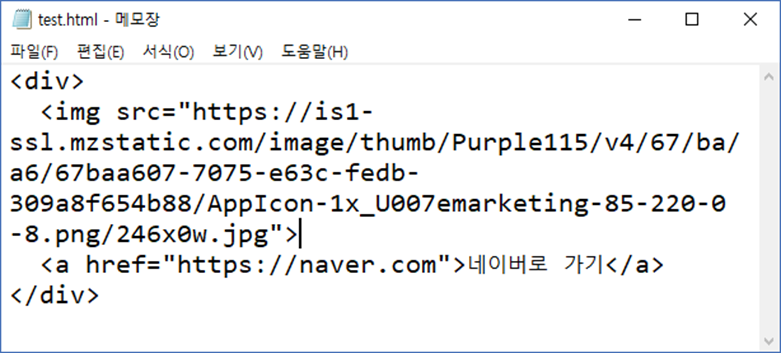 test.html - 메모장
파일(F) 편집(E) 서식(O) 보기(V) 도움말(H)
<div>
  <img src="https://is1-
ssl.mzstatic.com/image/thumb/Purple115/v4/67/ba/
a6/67baa607-7075-e63c-fedb-
309a8f654b88/AppIcon-1x_U007emarketing-85-220-0
-8.png/246x0w.jpg">
  <a href="https://naver.com">네이버로 가기</a>
</div>